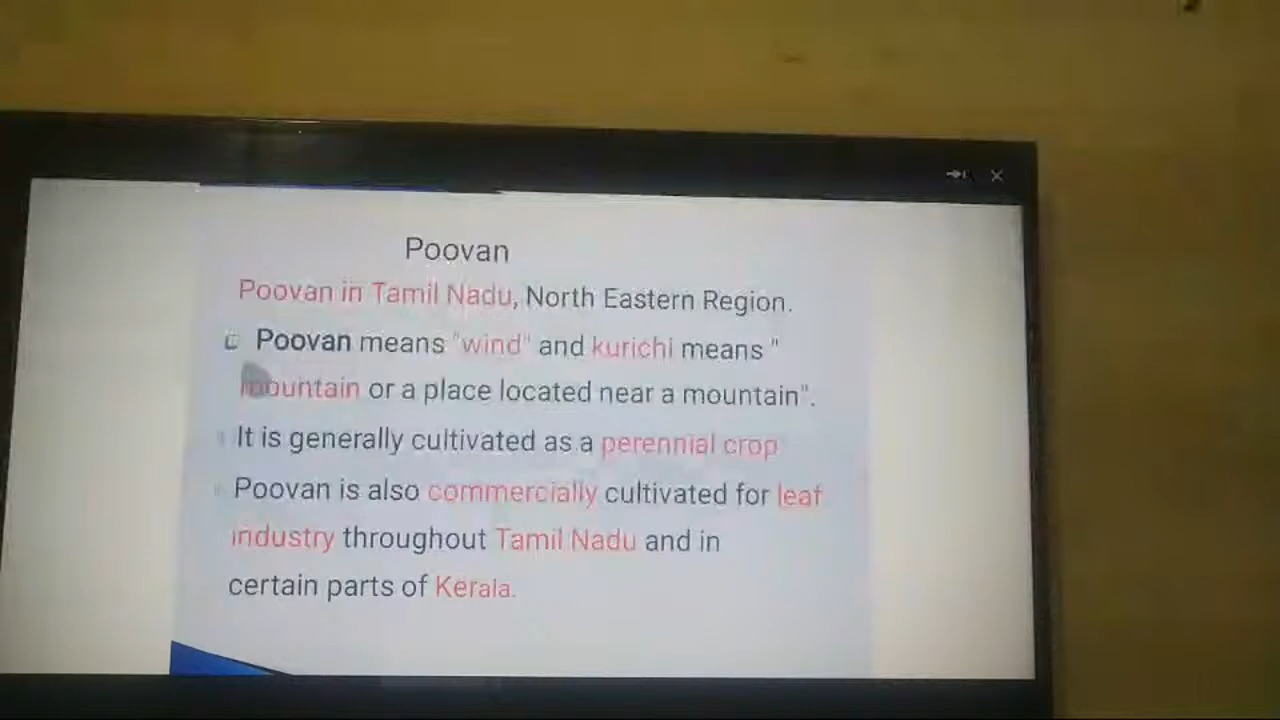 Poovan
Poovan in Tamil Nadu, North Eastern Region.
Poovan means "wind" and kurichi means "
mountain or a place located near a mountain".
It is generally cultivated as a perennial crop
Poovan is also commercially cultivated for leaf
industry throughout Tamil Nadu and in
certain parts of Kerala.